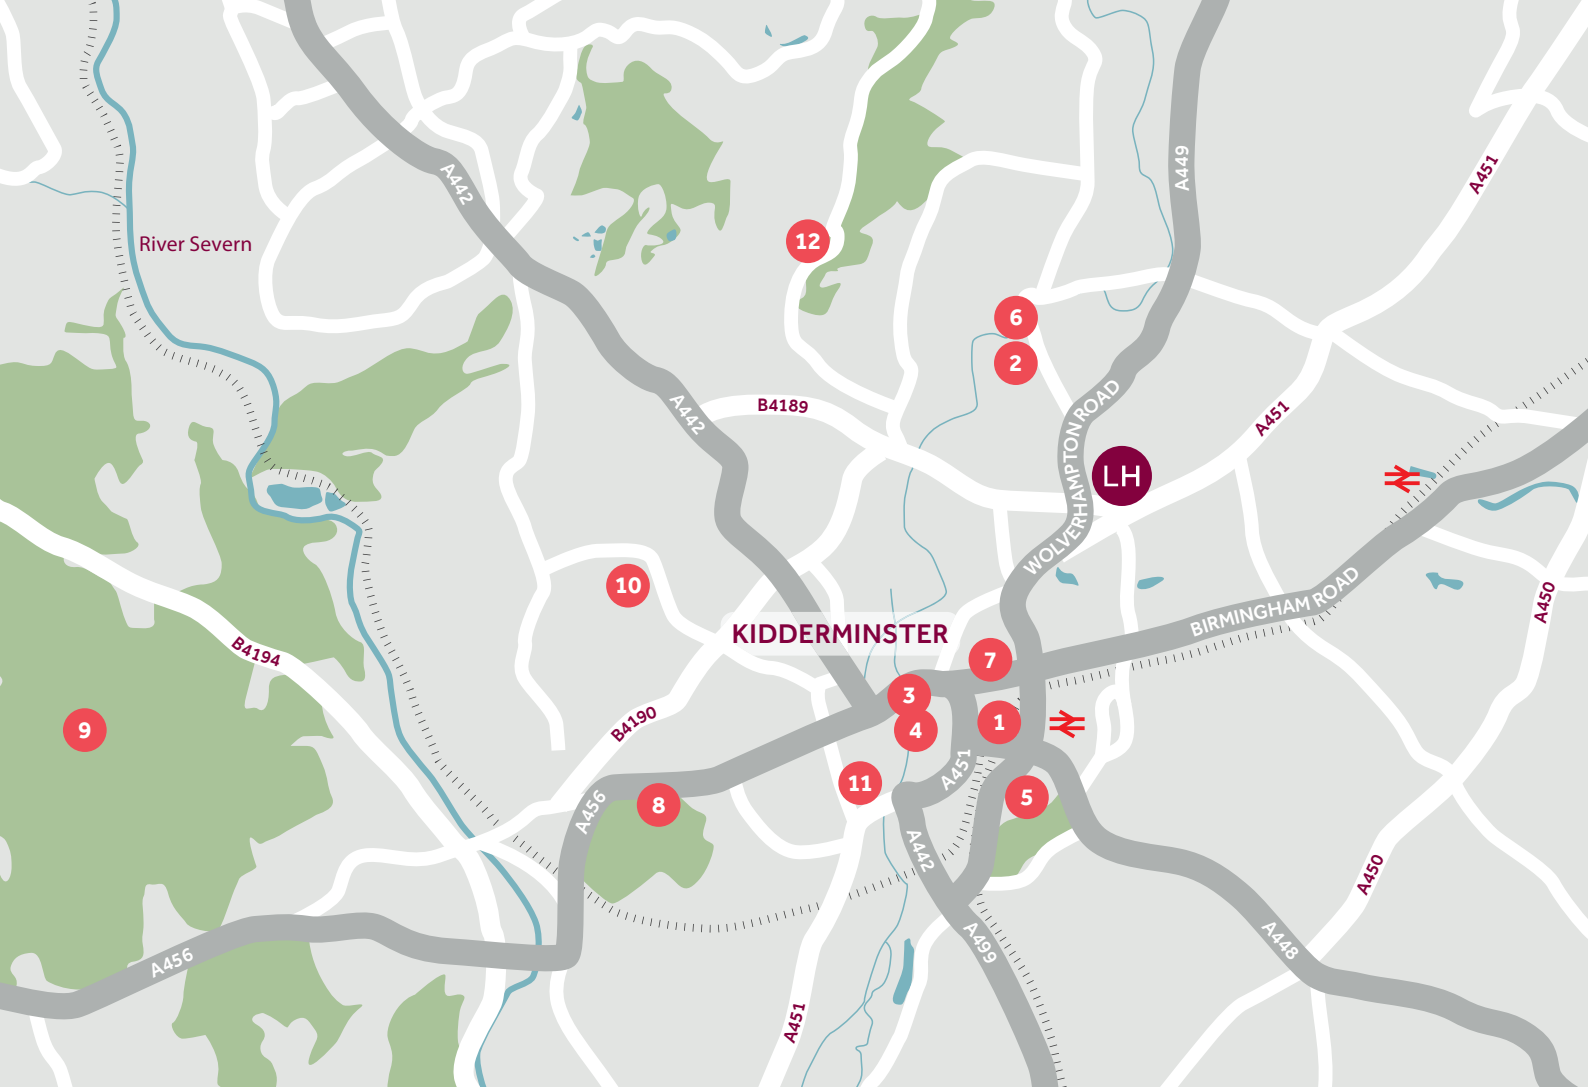 A442
A449
A451
River Severn
12
6
2
B4189
A442
A451
WOLVERHAMPTON ROAD
LH
10
BIRMINGHAM ROAD
A450
KIDDERMINSTER
B4194
7
3
9
B4190
4
1
A451
11
5
8
A456
A442
A450
A456
A499
A448
A451